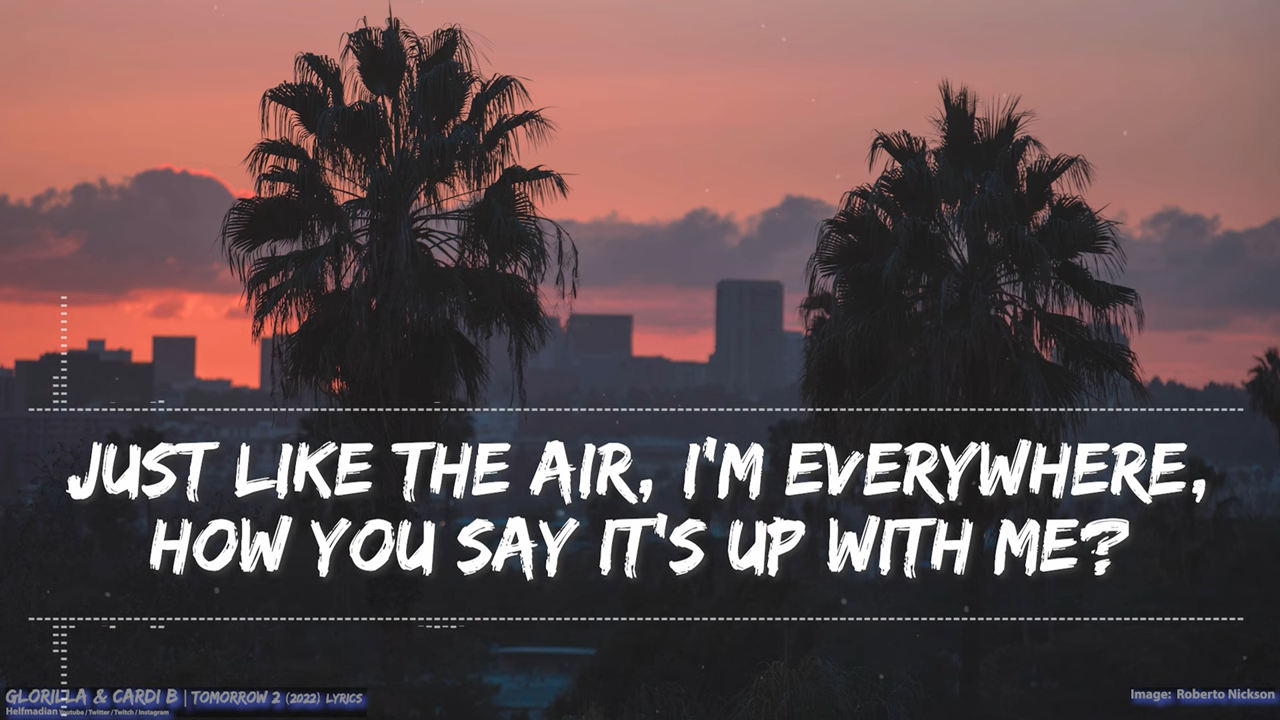 JUST LIKE THE AIR, I'M EVERYWHERE,
HOW YOU SAY IT'S UP WITH ME?
GLORILLA & CARDI B | TOMORROW 2 (2022) LYRICS
Helfmadian Youtube / Twitter / Twitch / Instagram
Image: Roberto Nickson